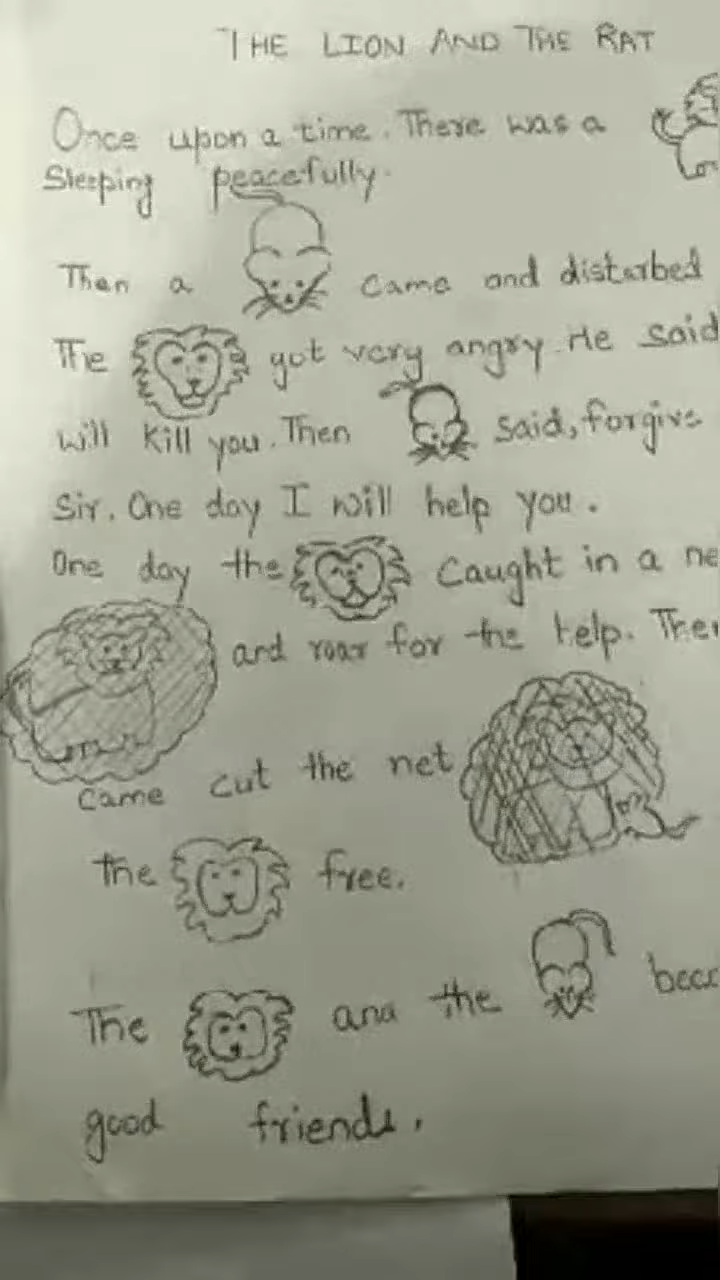 THE LION AND THE RAT
Once upon a time. There was a
Sleeping peacefully.
Then a came and disturbed
The got very angry. He said
will kill you. Then said, forgive
Sir. One day I will help you.
One day the Caught in a
and roar for the help.
came cut the net
the free.
The and the
good friends.